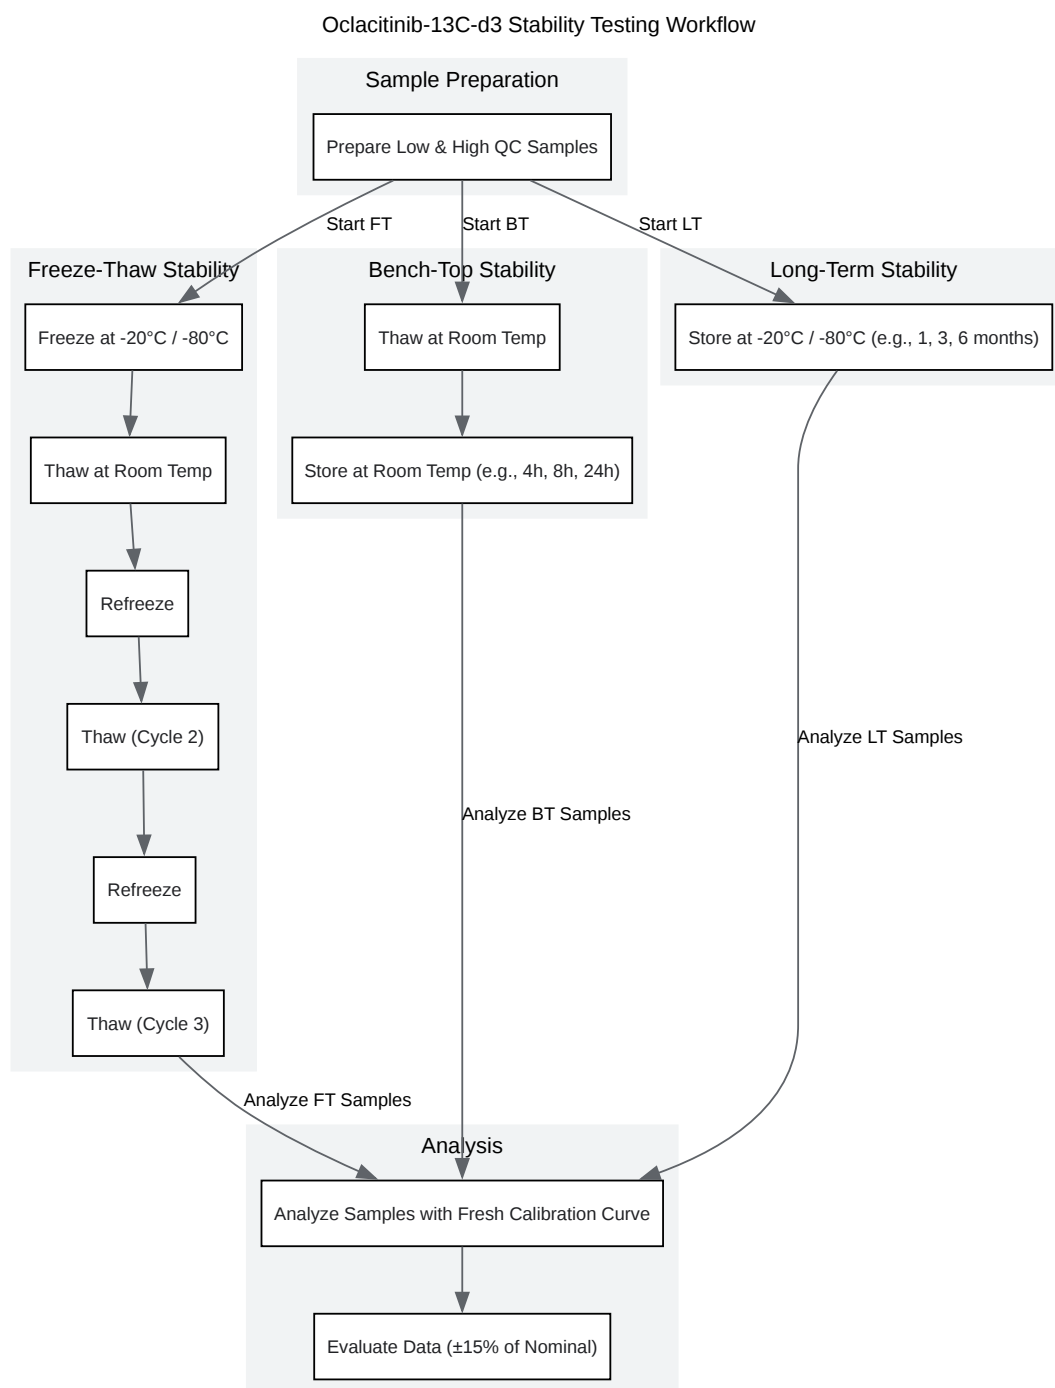 Oclacitinib-13C-d3 Stability Testing Workflow
Sample Preparation
Prepare Low & High QC Samples
Start FT
Start BT
Start LT
Freeze-Thaw Stability
Freeze at -20°C / -80°C
Thaw at Room Temp
Refreeze
Thaw (Cycle 2)
Refreeze
Thaw (Cycle 3)
Bench-Top Stability
Thaw at Room Temp
Store at Room Temp (e.g., 4h, 8h, 24h)
Long-Term Stability
Store at -20°C / -80°C (e.g., 1, 3, 6 months)
Analyze LT Samples
Analyze BT Samples
Analyze FT Samples
Analysis
Analyze Samples with Fresh Calibration Curve
Evaluate Data (±15% of Nominal)